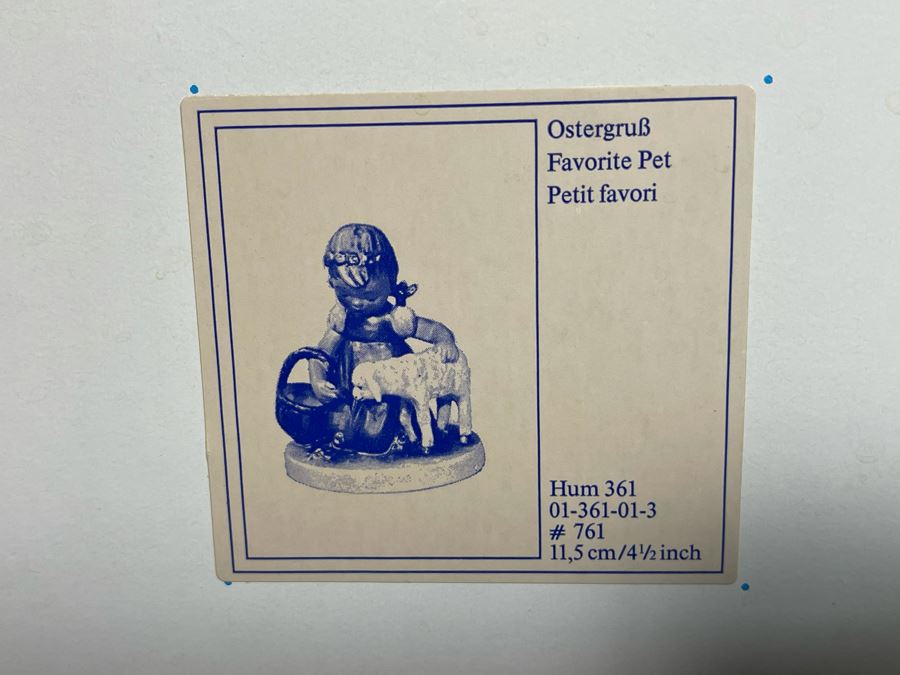 Ostergruß
Favorite Pet
Petit favori
Hum 361
01-361-01-3
# 761
11,5 cm/4½ inch